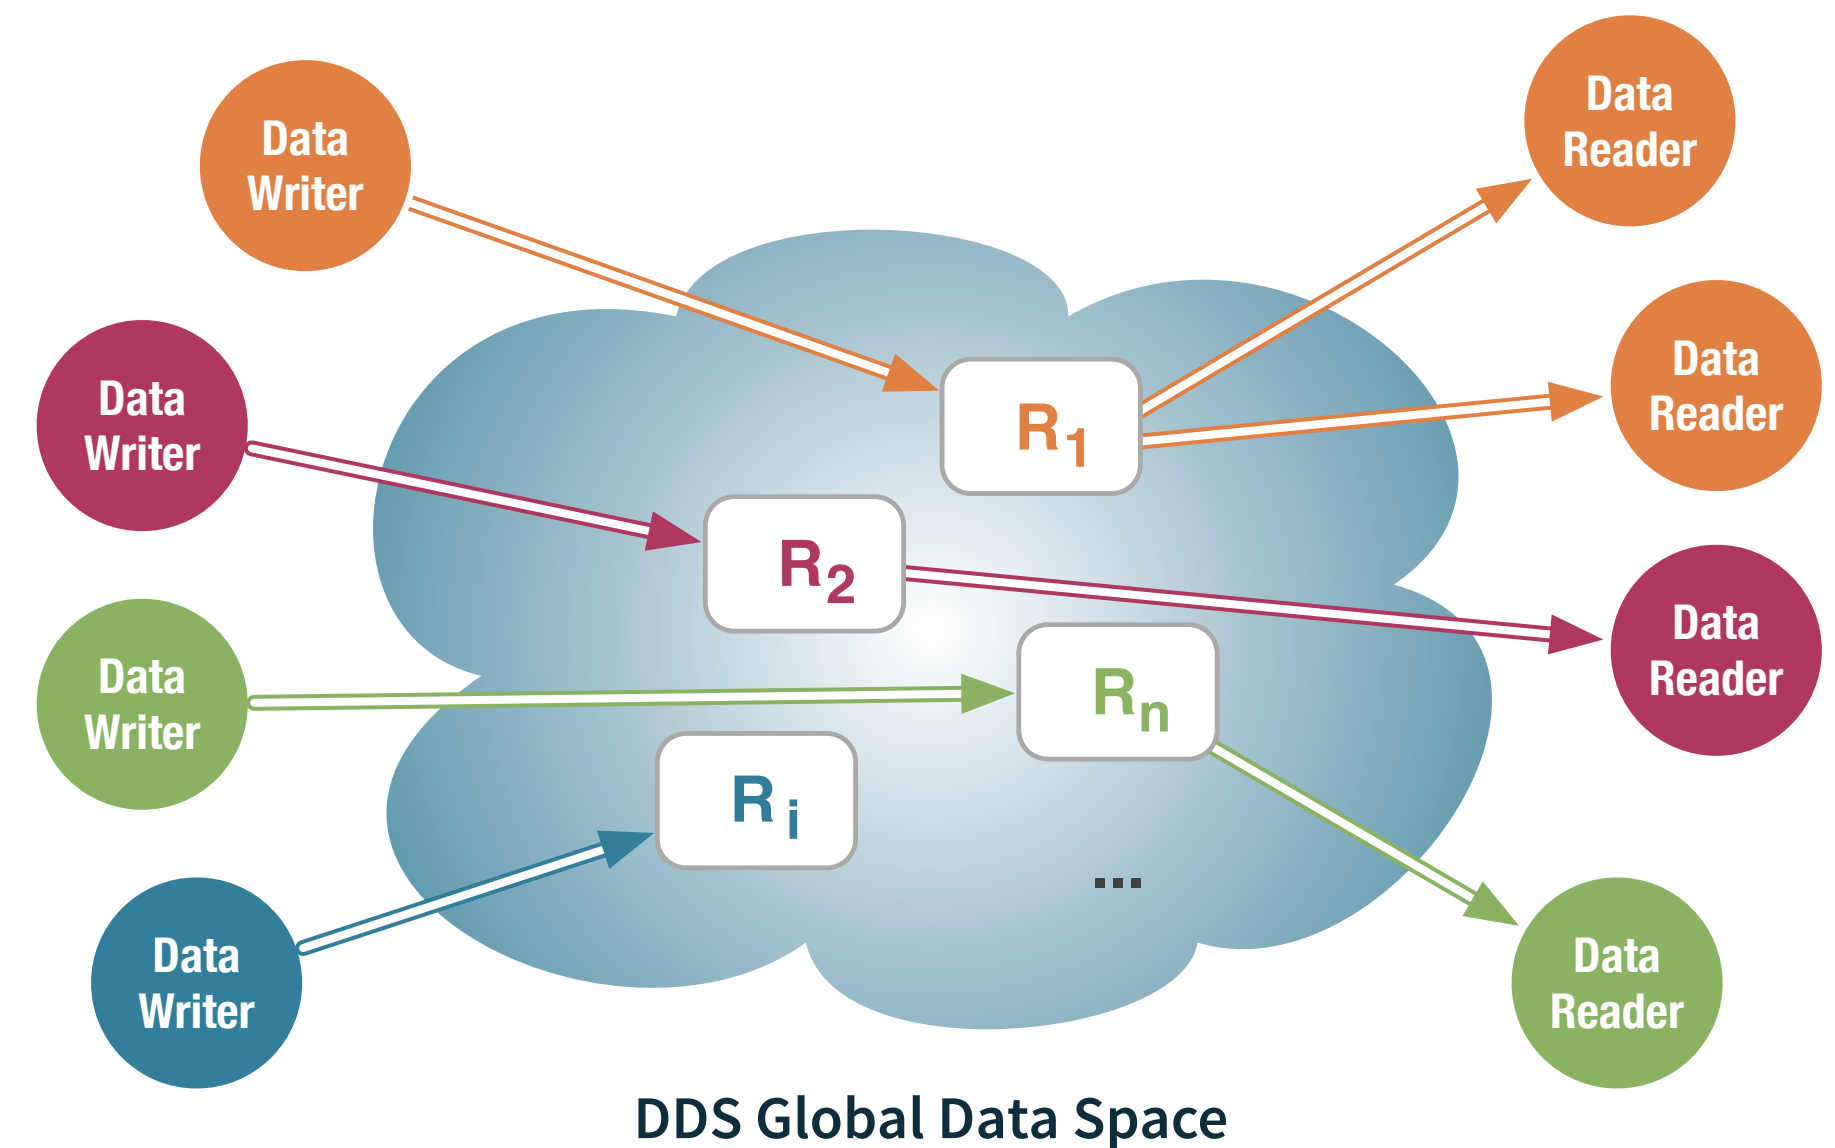 Data
Writer
Data
Reader
Data
Writer
Data
Reader
R1
R2
Data
Writer
Data
Reader
Rn
Ri
...
Data
Writer
Data
Reader
DDS Global Data Space